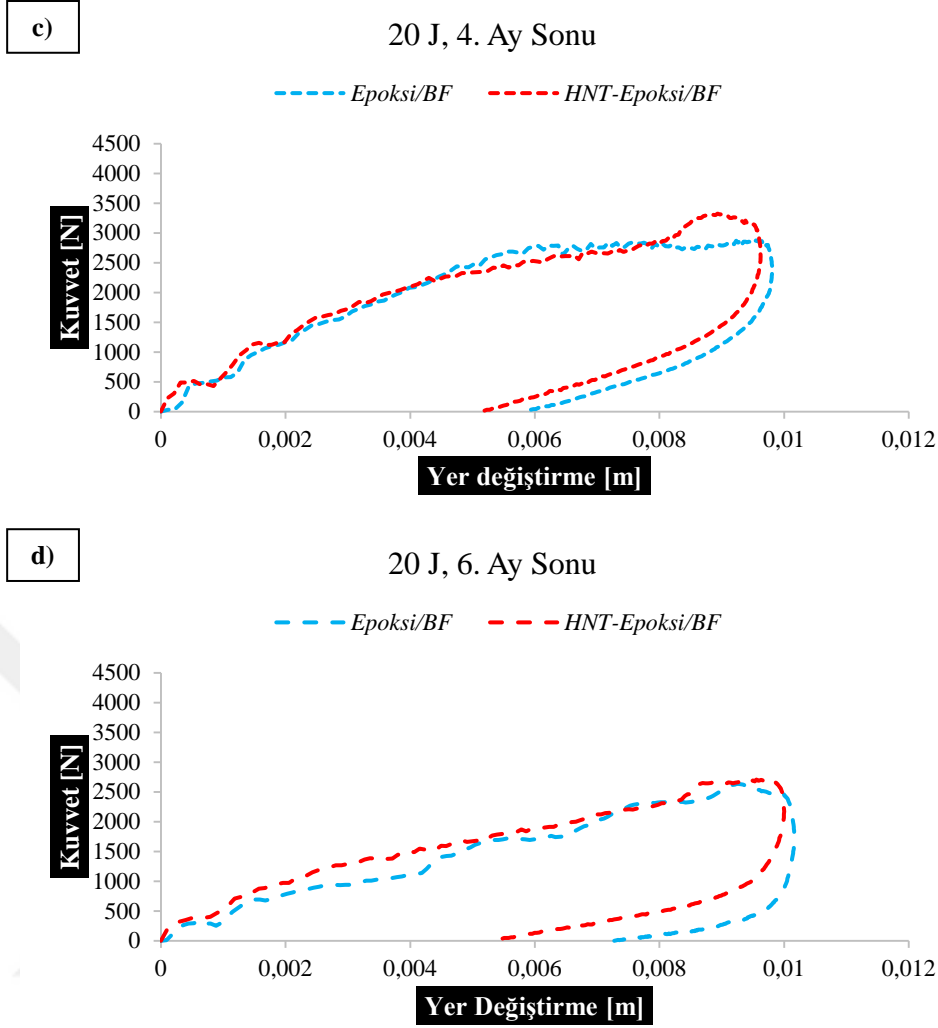 c)
20 J, 4. Ay Sonu
Epoksi/BF HNT-Epoksi/BF
4500
4000
3500
3000
2500
2000
1500
1000
500
0
Kuvvet [N]
0 0,002 0,004 0,006 0,008 0,01 0,012
Yer değiştirme [m]
d)
20 J, 6. Ay Sonu
Epoksi/BF HNT-Epoksi/BF
4500
4000
3500
3000
2500
2000
1500
1000
500
0
Kuvvet [N]
0 0,002 0,004 0,006 0,008 0,01 0,012
Yer Değiştirme [m]